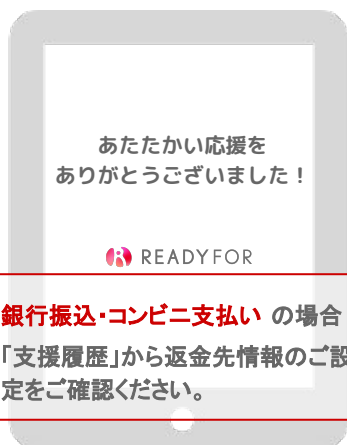 あたたかい応援を
ありがとうございました！
READYFOR
銀行振込・コンビニ支払い の場合
「支援履歴」から返金先情報のご設
定をご確認ください。